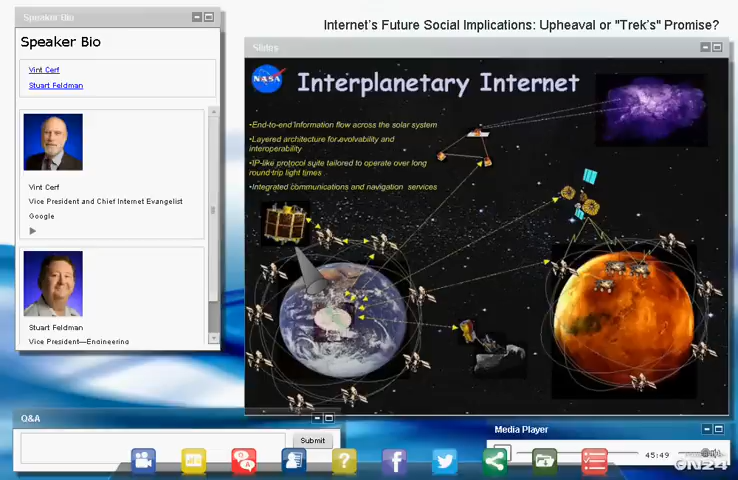 Internet's Future Social Implications: Upheaval or "Trek's" Promise?
Speaker Bio
Speaker Bio
Vint Cerf
Stuart Feldman
Vint Cerf
Vice President and Chief Internet Evangelist
Google
Stuart Feldman
Vice President—Engineering
Slides
NASA
Interplanetary Internet
•End-to-end information flow across the solar system
•Layered architecture for evolvability and
interoperability
•IP-like protocol suite tailored to operate over long
round trip light times
•Integrated communications and navigation services
Q&A
Submit
Media Player
45:49
ON24